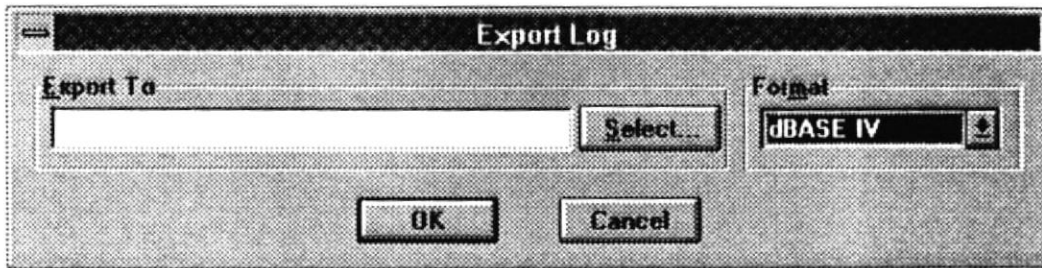 Export Log
Export To
Format
Select...
dBASE IV
OK
Cancel